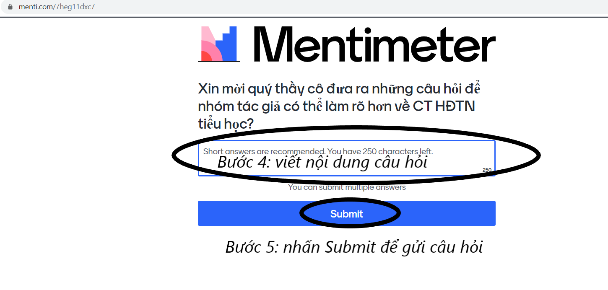 menti.com//heg11dxc/
Mentimeter
Xin mời quý thầy cô đưa ra những câu hỏi để
nhóm tác giả có thể làm rõ hơn về CT HĐTN
tiểu học?
Short answers are recommended. You have 250 characters left.
Bước 4: viết nội dung câu hỏi
250
You can submit multiple answers
Submit
Bước 5: nhấn Submit để gửi câu hỏi